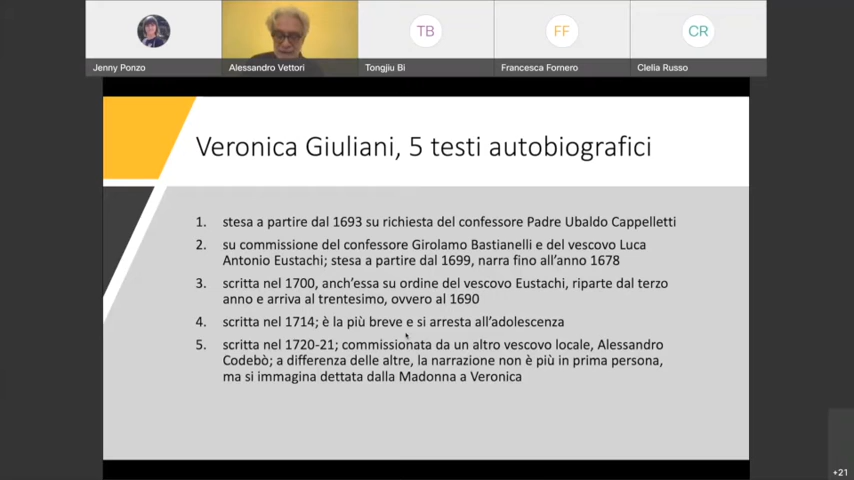 TB
FF
CR
Jenny Ponzo
Alessandro Vettori
Tongjiu Bi
Francesca Fornero
Clelia Russo
Veronica Giuliani, 5 testi autobiografici
1. stesa a partire dal 1693 su richiesta del confessore Padre Ubaldo Cappelletti
2. su commissione del confessore Girolamo Bastianelli e del vescovo Luca
Antonio Eustachi; stesa a partire dal 1699, narra fino all'anno 1678
3. scritta nel 1700, anch'essa su ordine del vescovo Eustachi, riparte dal terzo
anno e arriva al trentesimo, ovvero al 1690
4. scritta nel 1714; è la più breve e si arresta all'adolescenza
5. scritta nel 1720-21; commissionata da un altro vescovo locale, Alessandro
Codebò; a differenza delle altre, la narrazione non è più in prima persona,
ma si immagina dettata dalla Madonna a Veronica
+21